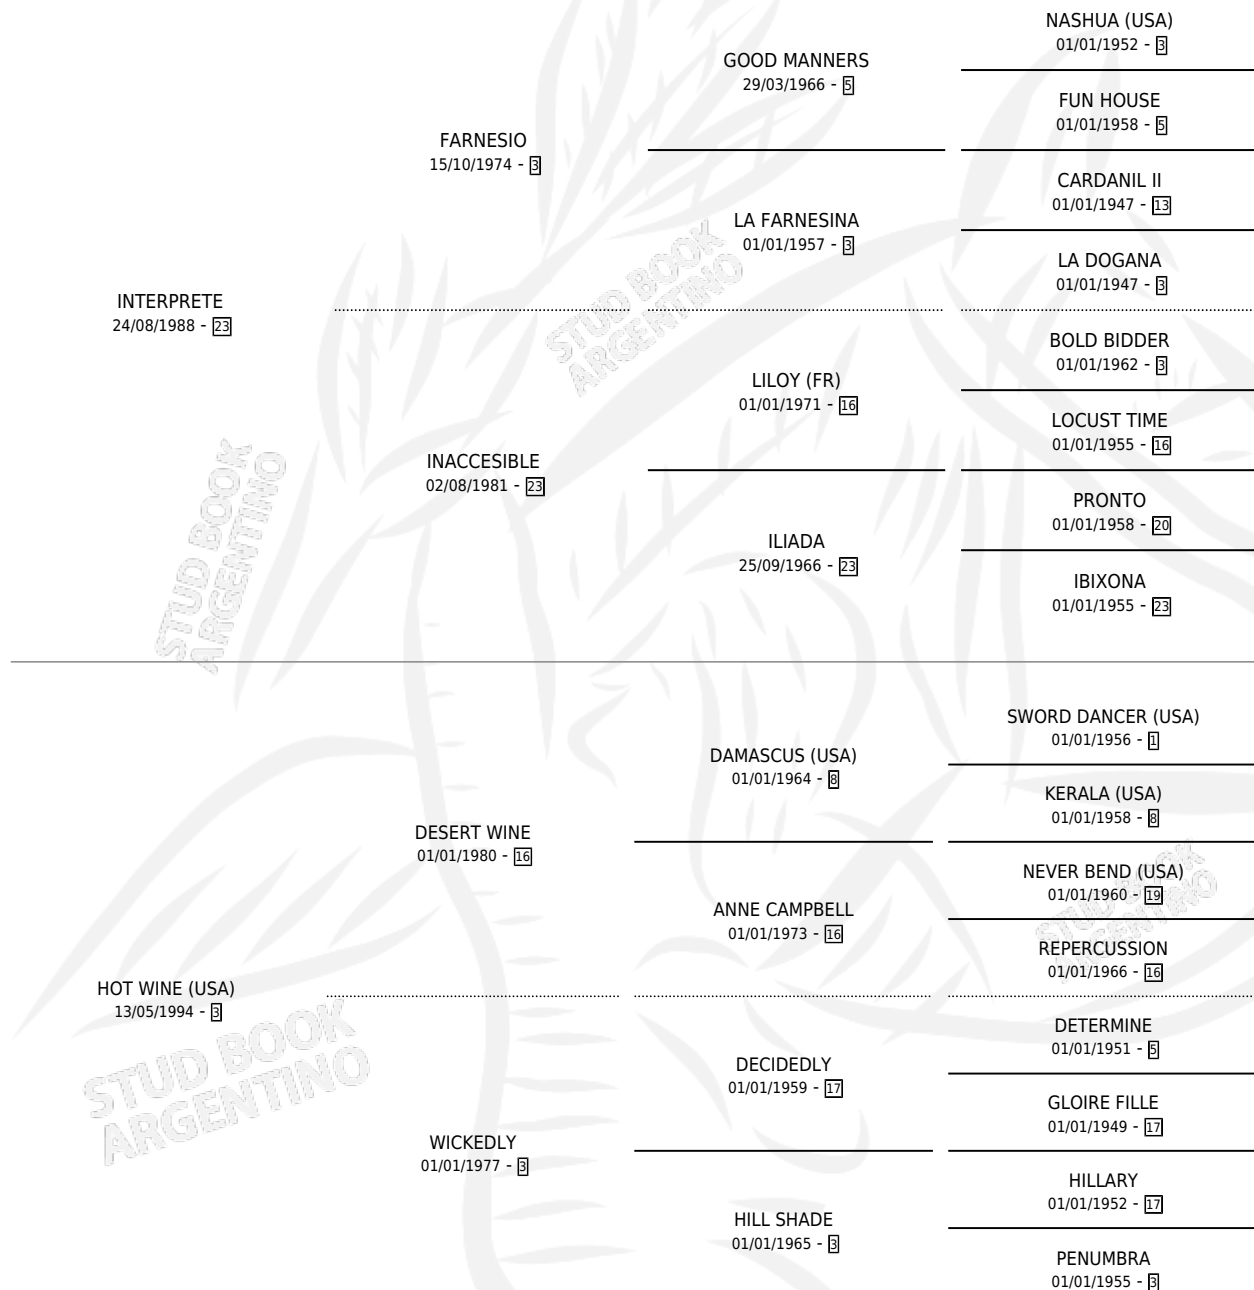 NASHUA (USA)
01/01/1952 - 3
GOOD MANNERS
29/03/1966 - 5
FUN HOUSE
01/01/1958 - 5
FARNESIO
15/10/1974 - 3
CARDANIL II
01/01/1947 - 13
LA FARNESINA
01/01/1957 - 3
LA DOGANA
01/01/1947 - 3
INTERPRETE
24/08/1988 - 23
STUD BOOK
ARGENTINO
BOLD BIDDER
01/01/1962 - 3
LILOY (FR)
01/01/1971 - 16
LOCUST TIME
01/01/1955 - 16
INACCESIBLE
02/08/1981 - 23
PRONTO
01/01/1958 - 20
ILIADA
25/09/1966 - 23
IBIXONA
01/01/1955 - 23
STUD BOOK
ARGENTINO
SWORD DANCER (USA)
01/01/1956 - 1
DAMASCUS (USA)
01/01/1964 - 8
KERALA (USA)
01/01/1958 - 8
DESERT WINE
01/01/1980 - 16
NEVER BEND (USA)
01/01/1960 - 19
ANNE CAMPBELL
01/01/1973 - 16
REPERCUSSION
01/01/1966 - 16
STUD BOOK
ARGENTINO
HOT WINE (USA)
13/05/1994 - 3
DETERMINE
01/01/1951 - 5
DECIDEDLY
01/01/1959 - 17
GLOIRE FILLE
01/01/1949 - 17
STUD BOOK
ARGENTINO
WICKEDLY
01/01/1977 - 3
HILLARY
01/01/1952 - 17
HILL SHADE
01/01/1965 - 3
PENUMBRA
01/01/1955 - 3